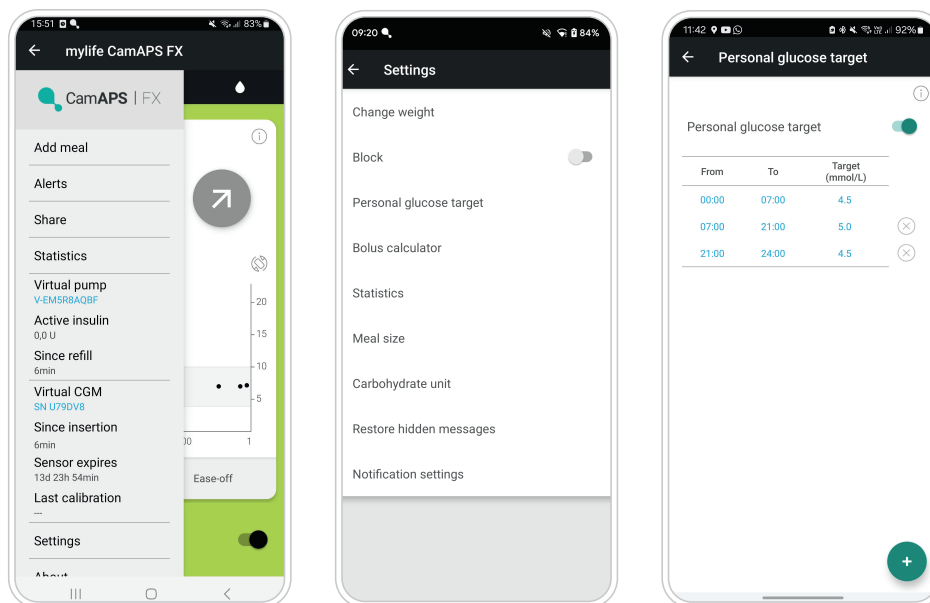 15:51 83%
mylife CamAPS FX
CamAPS | FX
Add meal
Alerts
Share
Statistics
Virtual pump
V-EM5R8AQBF
Active insulin
0,0 U
Since refill
6min
Virtual CGM
SN U79DV8
Since insertion
6min
Sensor expires
13d 23h 54min
Last calibration
---
Settings
About
20
15
10
5
00 1
Ease-off
09:20 84%
Settings
Change weight
Block
Personal glucose target
Bolus calculator
Statistics
Meal size
Carbohydrate unit
Restore hidden messages
Notification settings
11:42 92%
Personal glucose target
Personal glucose target
From To Target
(mmol/L)
00:00 07:00 4.5
07:00 21:00 5.0
21:00 24:00 4.5